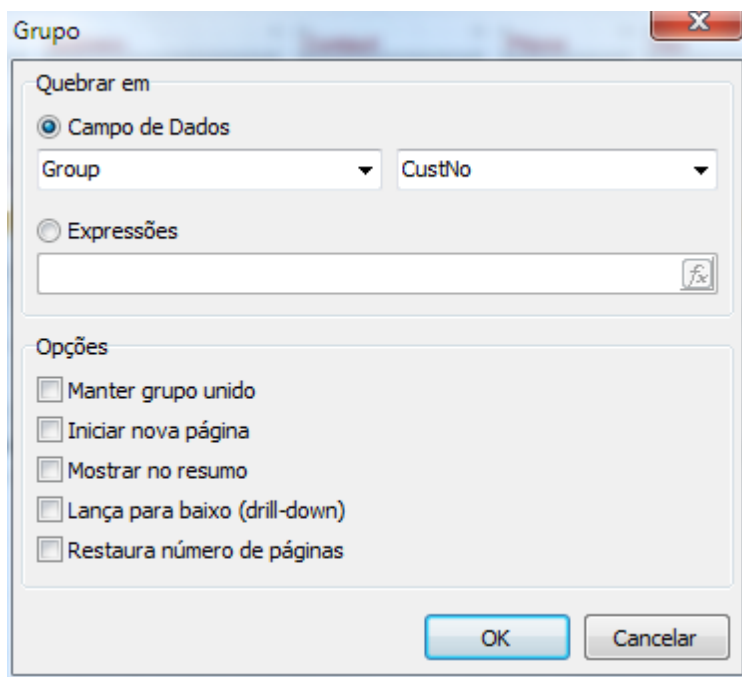 Grupo
Quebrar em
Campo de Dados
Group CustNo
Expressões
fx
Opções
Manter grupo unido
Iniciar nova página
Mostrar no resumo
Lança para baixo (drill-down)
Restaura número de páginas
OK Cancelar